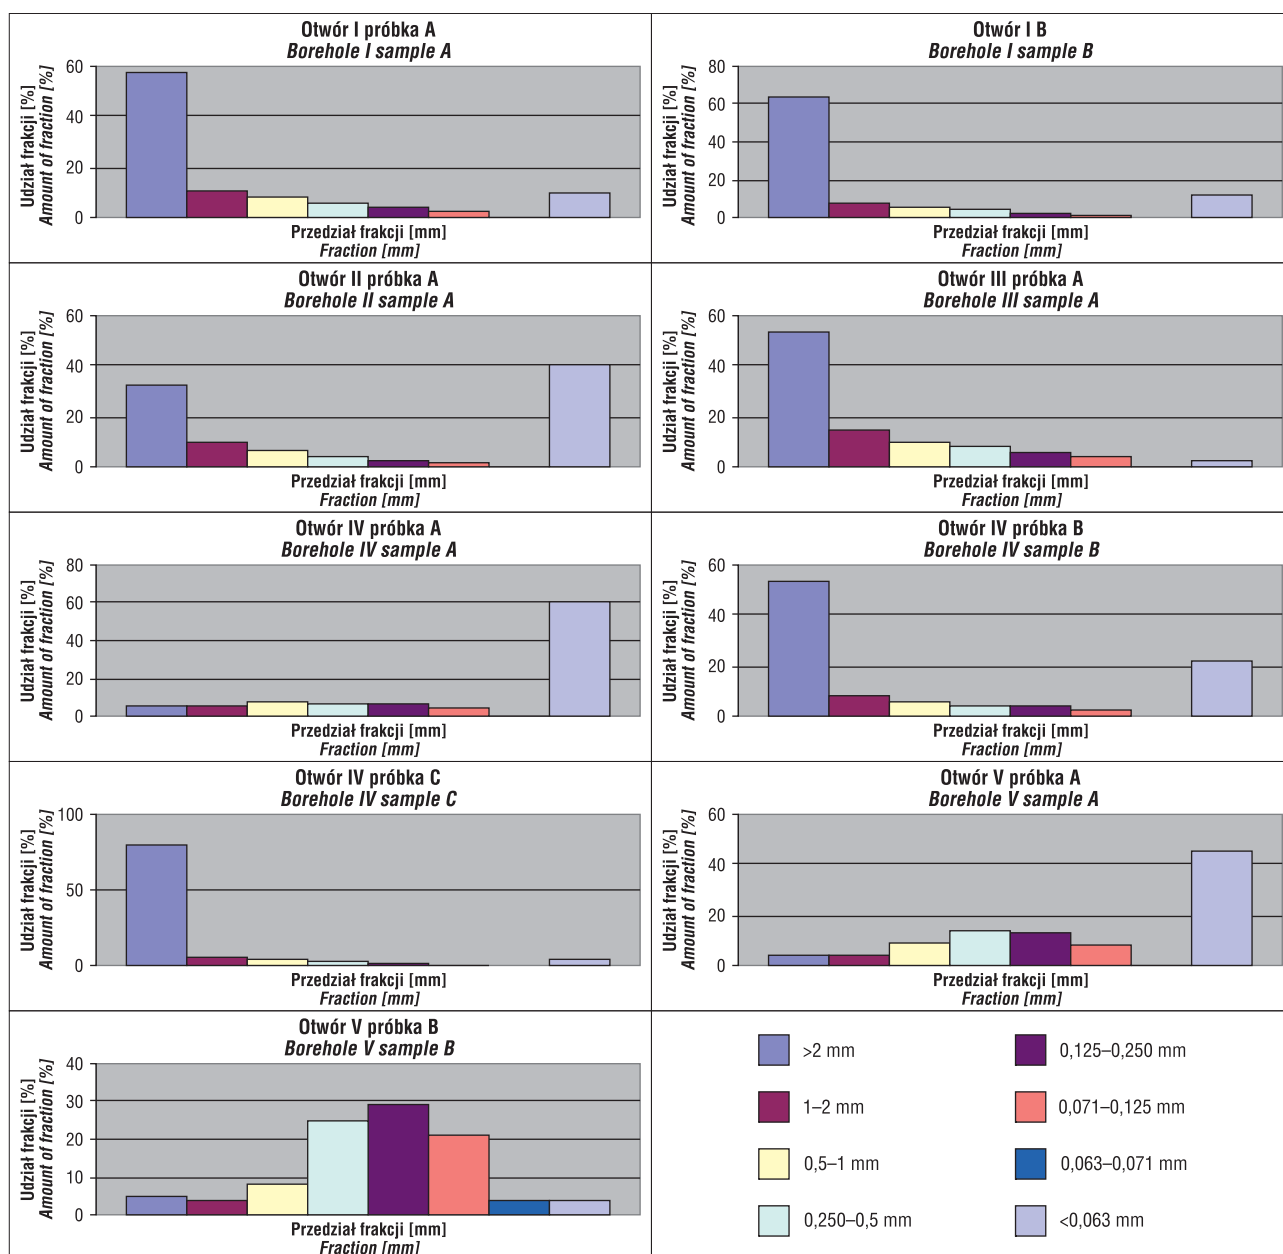 Otwór I próbka A
Borehole I sample A
Udział frakcji [%]
Amount of fraction [%]
60
40
20
0
Przedział frakcji [mm]
Fraction [mm]
Otwór I B
Borehole I sample B
Udział frakcji [%]
Amount of fraction [%]
80
60
40
20
0
Przedział frakcji [mm]
Fraction [mm]
Otwór II próbka A
Borehole II sample A
Udział frakcji [%]
Amount of fraction [%]
60
40
20
0
Przedział frakcji [mm]
Fraction [mm]
Otwór III próbka A
Borehole III sample A
Udział frakcji [%]
Amount of fraction [%]
60
40
20
0
Przedział frakcji [mm]
Fraction [mm]
Otwór IV próbka A
Borehole IV sample A
Udział frakcji [%]
Amount of fraction [%]
80
60
40
20
0
Przedział frakcji [mm]
Fraction [mm]
Otwór IV próbka B
Borehole IV sample B
Udział frakcji [%]
Amount of fraction [%]
60
40
20
0
Przedział frakcji [mm]
Fraction [mm]
Otwór IV próbka C
Borehole IV sample C
Udział frakcji [%]
Amount of fraction [%]
100
50
0
Przedział frakcji [mm]
Fraction [mm]
Otwór V próbka A
Borehole V sample A
Udział frakcji [%]
Amount of fraction [%]
60
40
20
0
Przedział frakcji [mm]
Fraction [mm]
Otwór V próbka B
Borehole V sample B
Udział frakcji [%]
Amount of fraction [%]
40
30
20
10
0
Przedział frakcji [mm]
Fraction [mm]
>2 mm
1–2 mm
0,5–1 mm
0,250–0,5 mm
0,125–0,250 mm
0,071–0,125 mm
0,063–0,071 mm
<0,063 mm